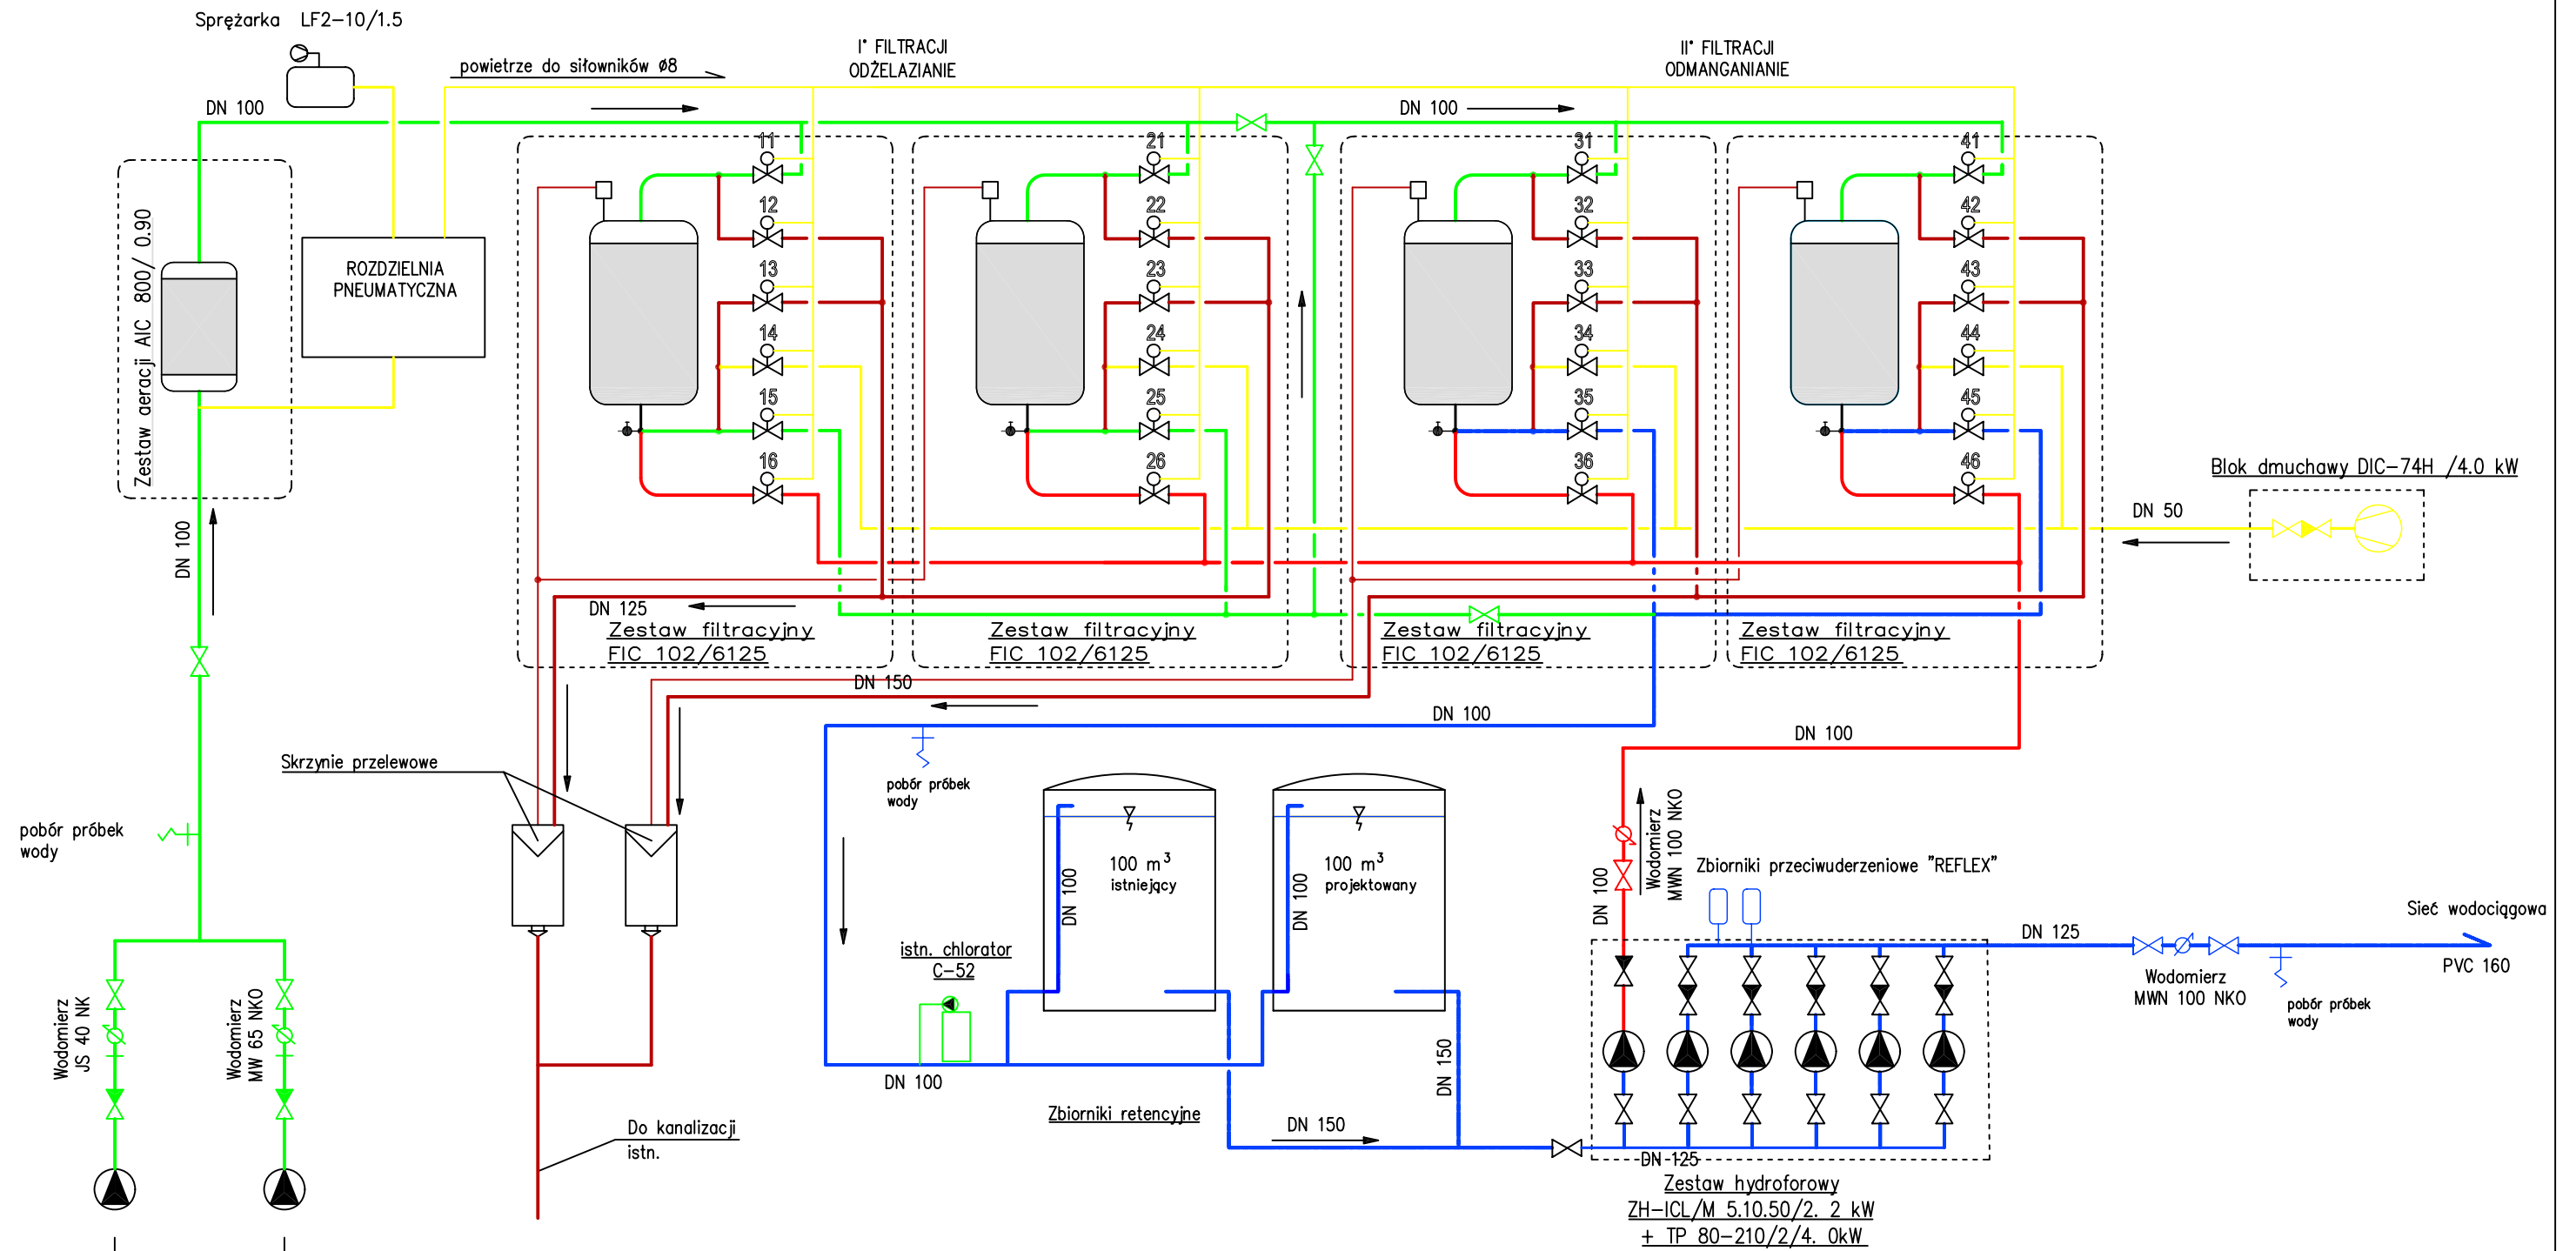 Sprężarka LF2-10/1.5
powietrze do siłowników ø8
I° FILTRACJI
ODŻELAZIANIE
II° FILTRACJI
ODMANGANIANIE
DN 100
DN 100
Zestaw aeracji AIC 800/ 0.90
ROZDZIELNIA
PNEUMATYCZNA
DN 100
11
12
13
14
15
16
21
22
23
24
25
26
31
32
33
34
35
36
41
42
43
44
45
46
Blok dmuchawy DIC-74H /4.0 kW
DN 50
DN 125
Zestaw filtracyjny
FIC 102/6125
Zestaw filtracyjny
FIC 102/6125
Zestaw filtracyjny
FIC 102/6125
Zestaw filtracyjny
FIC 102/6125
DN 150
DN 100
DN 100
Skrzynie przelewowe
pobór próbek
wody
pobór próbek
wody
100 m³
istniejący
DN 100
100 m³
projektowany
DN 100
istn. chlorator
C-52
DN 100
Zbiorniki retencyjne
DN 150
DN 150
Wodomierz
JS 40 NK
Wodomierz
MW 65 NKO
Do kanalizacji
istn.
DN 100
Wodomierz
MWN 100 NKO
Zbiorniki przeciwuderzeniowe "REFLEX"
DN 125
Sieć wodociągowa
PVC 160
Wodomierz
MWN 100 NKO
pobór próbek
wody
DN 125
Zestaw hydroforowy
ZH-ICL/M 5.10.50/2. 2 kW
+ TP 80-210/2/4. 0kW